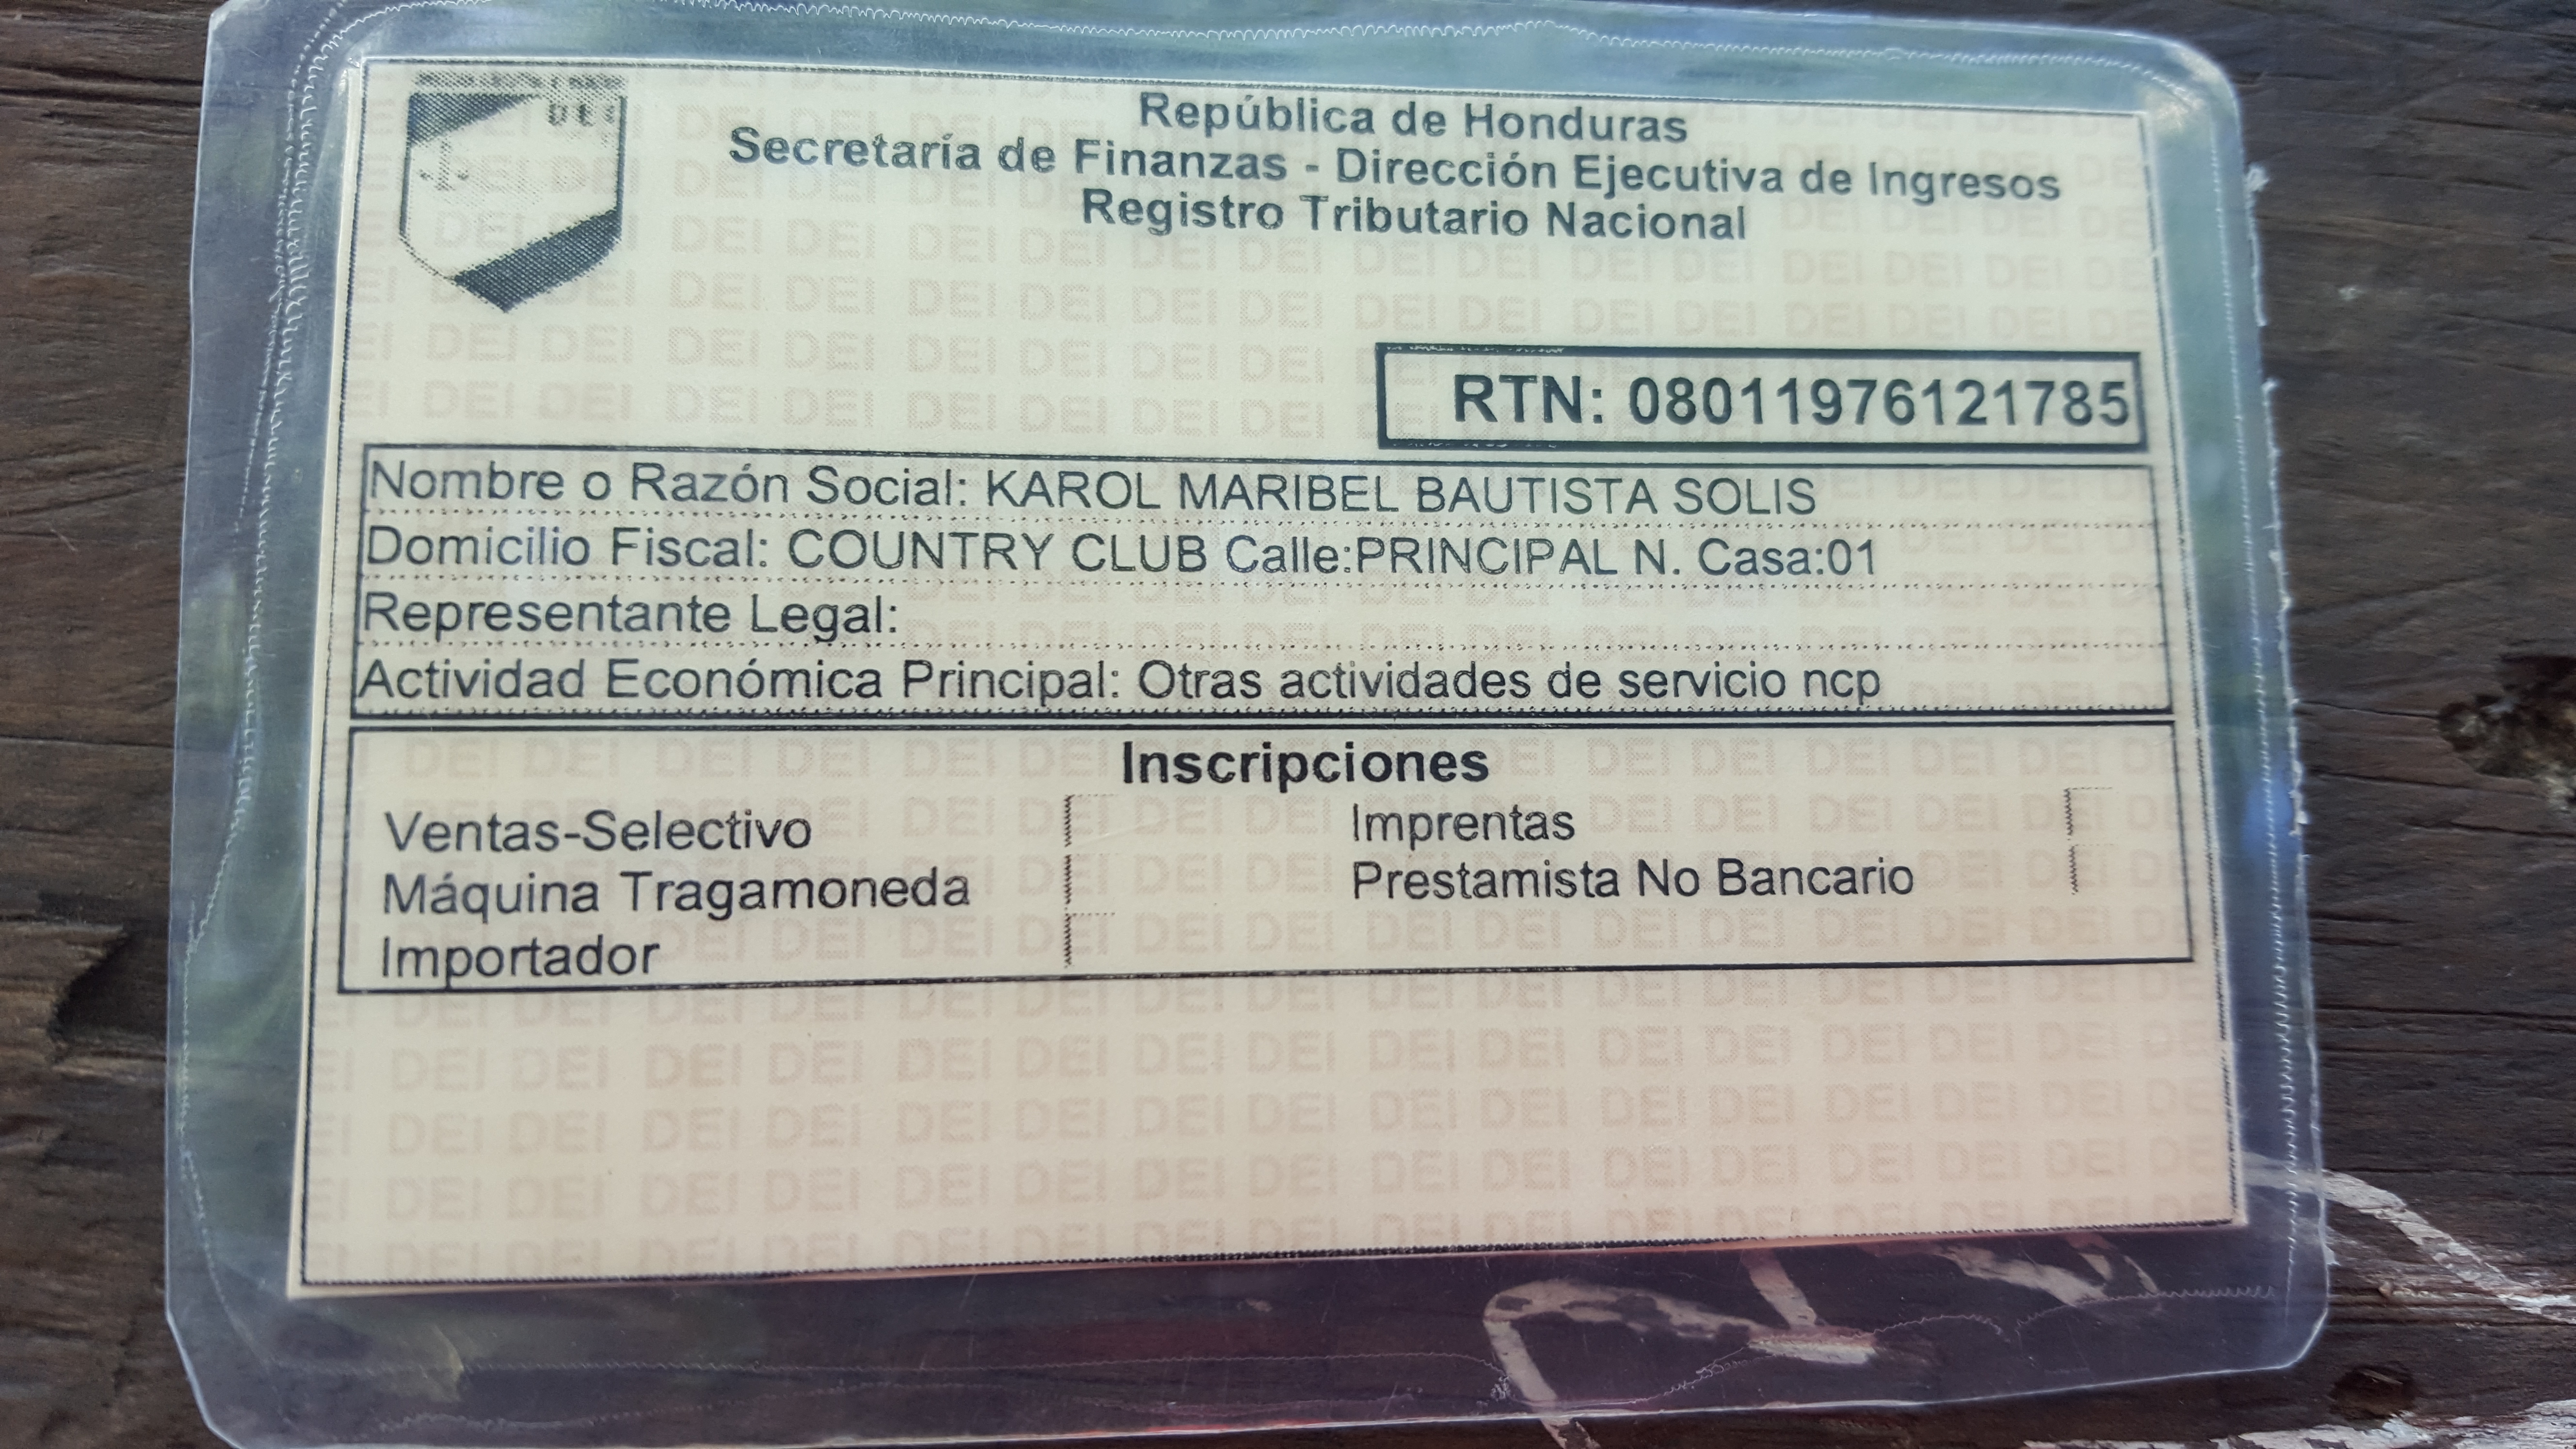 DEI
República de Honduras
Secretaría de Finanzas - Dirección Ejecutiva de Ingresos
Registro Tributario Nacional
RTN: 08011976121785
Nombre o Razón Social: KAROL MARIBEL BAUTISTA SOLIS
Domicilio Fiscal: COUNTRY CLUB Calle:PRINCIPAL N. Casa:01
Representante Legal:
Actividad Económica Principal: Otras actividades de servicio ncp
Inscripciones
Ventas-Selectivo
Imprentas
Máquina Tragamoneda
Prestamista No Bancario
Importador